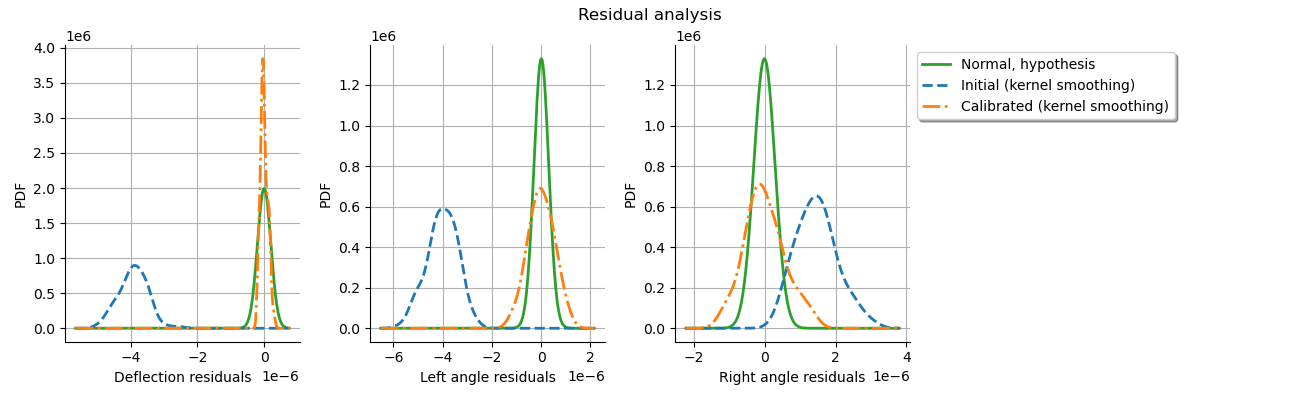 Residual analysis
1e6
4.0
3.5
3.0
2.5
2.0
1.5
1.0
0.5
0.0
PDF
−4
−2
0
Deflection residuals
1e−6
1e6
1.2
1.0
0.8
0.6
0.4
0.2
0.0
PDF
−6
−4
−2
0
2
Left angle residuals
1e−6
1e6
1.2
1.0
0.8
0.6
0.4
0.2
0.0
PDF
−2
0
2
4
Right angle residuals
1e−6
Normal, hypothesis
Initial (kernel smoothing)
Calibrated (kernel smoothing)